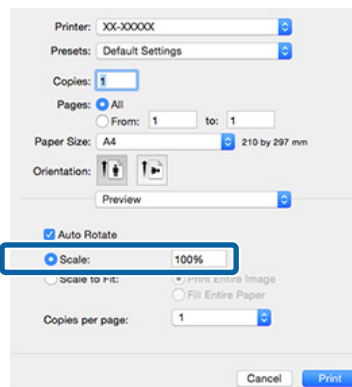 Printer: XX-XXXXX
Presets: Default Settings
Copies: 1
Pages: All
From: 1 to: 1
Paper Size: A4 210 by 297 mm
Orientation:
Preview
Auto Rotate
Scale: 100%
Scale to Fit: Print Entire Image
Fill Entire Paper
Copies per page: 1
Cancel Print